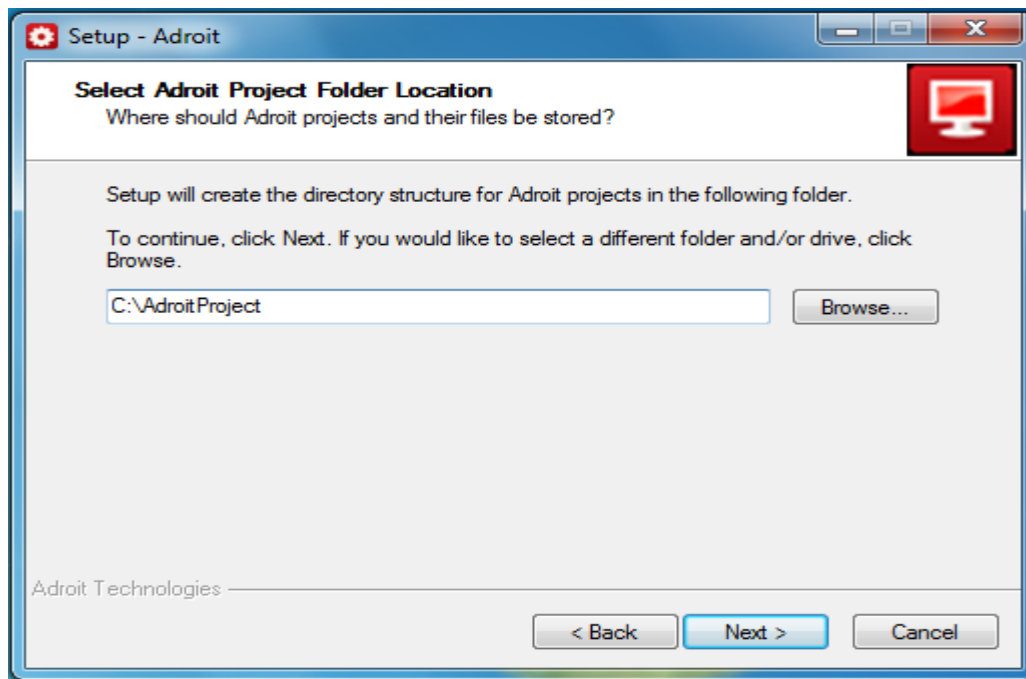 Setup - Adroit
Select Adroit Project Folder Location
Where should Adroit projects and their files be stored?
Setup will create the directory structure for Adroit projects in the following folder.
To continue, click Next. If you would like to select a different folder and/or drive, click
Browse.
C:\AdroitProject
Browse...
Adroit Technologies
< Back
Next >
Cancel